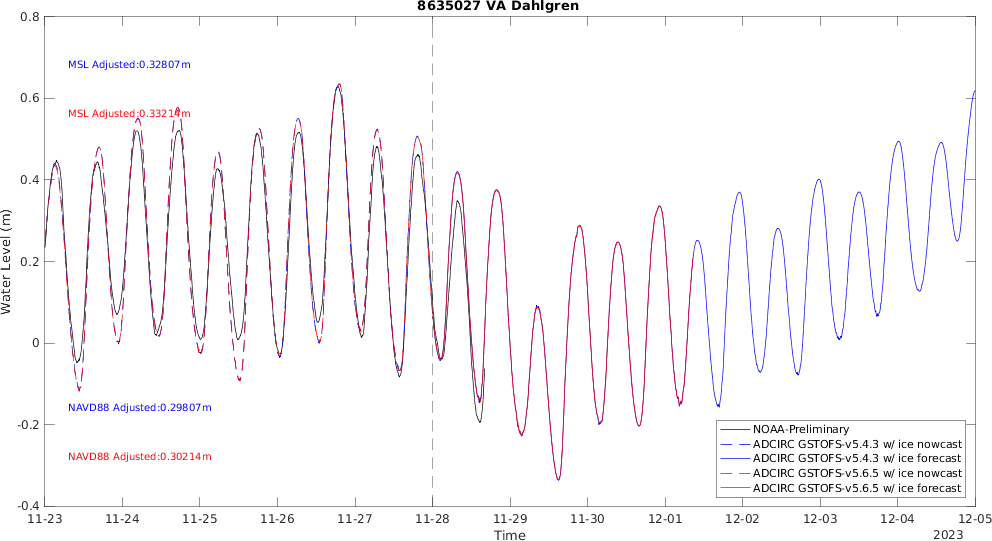 8635027 VA Dahlgren
0.8
0.6
0.4
0.2
0
-0.2
-0.4
Water Level (m)
MSL Adjusted:0.32807m
MSL Adjusted:0.33214m
NAVD88 Adjusted:0.29807m
NAVD88 Adjusted:0.30214m
NOAA-Preliminary
ADCIRC GSTOFS-v5.4.3 w/ ice nowcast
ADCIRC GSTOFS-v5.4.3 w/ ice forecast
ADCIRC GSTOFS-v5.6.5 w/ ice nowcast
ADCIRC GSTOFS-v5.6.5 w/ ice forecast
11-23 11-24 11-25 11-26 11-27 11-28 11-29 11-30 12-01 12-02 12-03 12-04 12-05
Time
2023